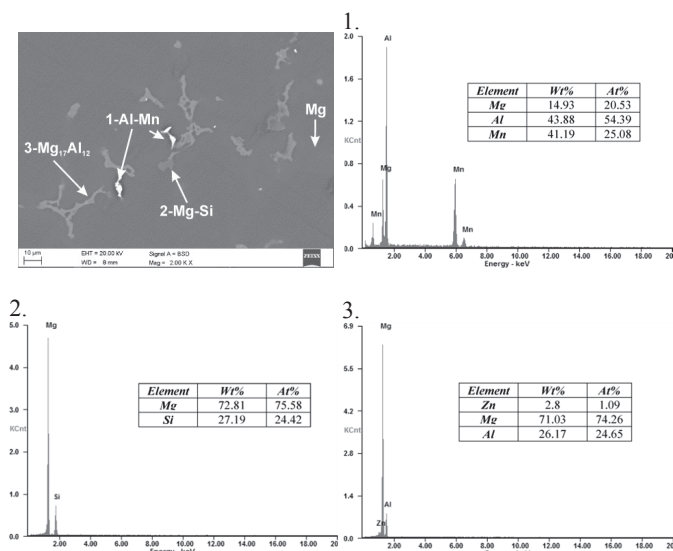 1-Al-Mn
Mg
3-Mg₁₇Al₁₂
2-Mg-Si
10 µm
EHT = 20.00 kV
Signal A = BSD
WD = 8 mm
Mag = 2.00 K X
ZEISS
1.
2.0
1.6
1.2
KCnt
0.8
0.4
0.0
Al
Mg
Mn
Mn
Mn
Element Wt% At%
Mg 14.93 20.53
Al 43.88 54.39
Mn 41.19 25.08
2.00 4.00 6.00 8.00 10.00 12.00 14.00 16.00 18.00
Energy - keV
2.
5.0
4.0
3.0
KCnt
2.0
1.0
0.0
Mg
Si
Element Wt% At%
Mg 72.81 75.58
Si 27.19 24.42
2.00 4.00 6.00 8.00 10.00 12.00 14.00 16.00 18.00 20
3.
6.9
5.6
4.2
KCnt
2.8
1.4
0.0
Mg
Al
Zn
Element Wt% At%
Zn 2.8 1.09
Mg 71.03 74.26
Al 26.17 24.65
2.00 4.00 6.00 8.00 10.00 12.00 14.00 16.00 18.00